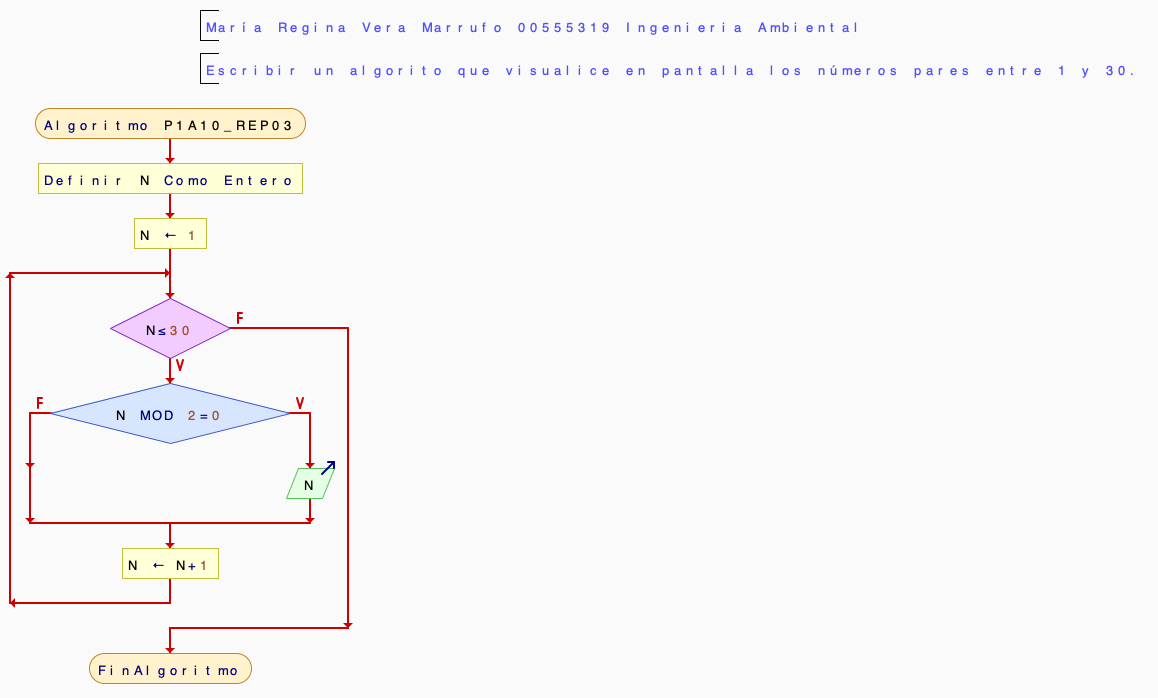 María Regina Vera Marrufo 00555319 Ingenieria Ambiental
Escribir un algorito que visualice en pantalla los números pares entre 1 y 30.
Algoritmo P1A10_REP03
Definir N Como Entero
N ← 1
N≤30
F
V
F
N MOD 2=0
V
N
N ← N+1
FinAlgoritmo